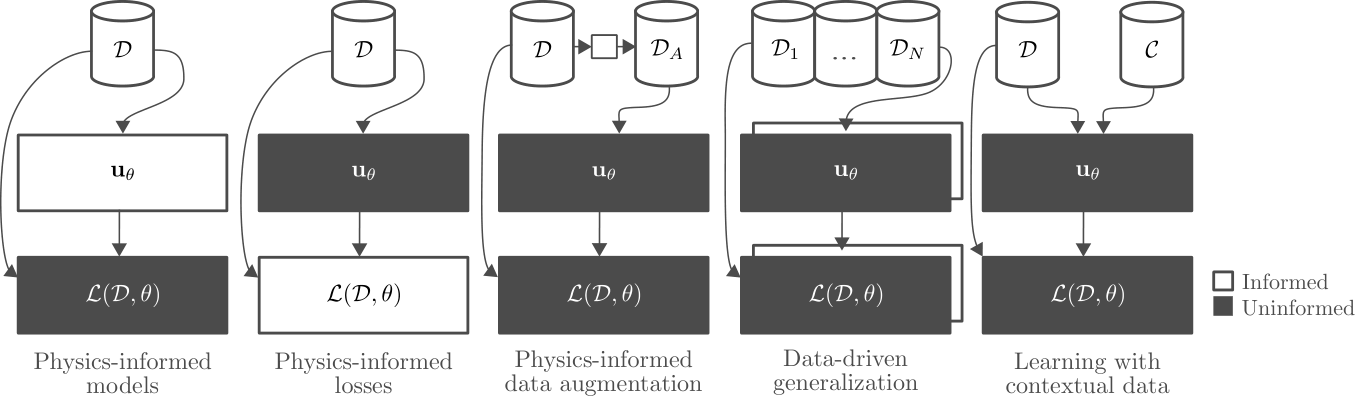 𝒟
𝒟
𝒟
𝒟_A
𝒟_1
...
𝒟_N
𝒟
𝒞
u_θ
u_θ
u_θ
u_θ
u_θ
ℒ(𝒟, θ)
ℒ(𝒟, θ)
ℒ(𝒟, θ)
ℒ(𝒟, θ)
ℒ(𝒟, θ)
Informed
Uninformed
Physics-informed
models
Physics-informed
losses
Physics-informed
data augmentation
Data-driven
generalization
Learning with
contextual data